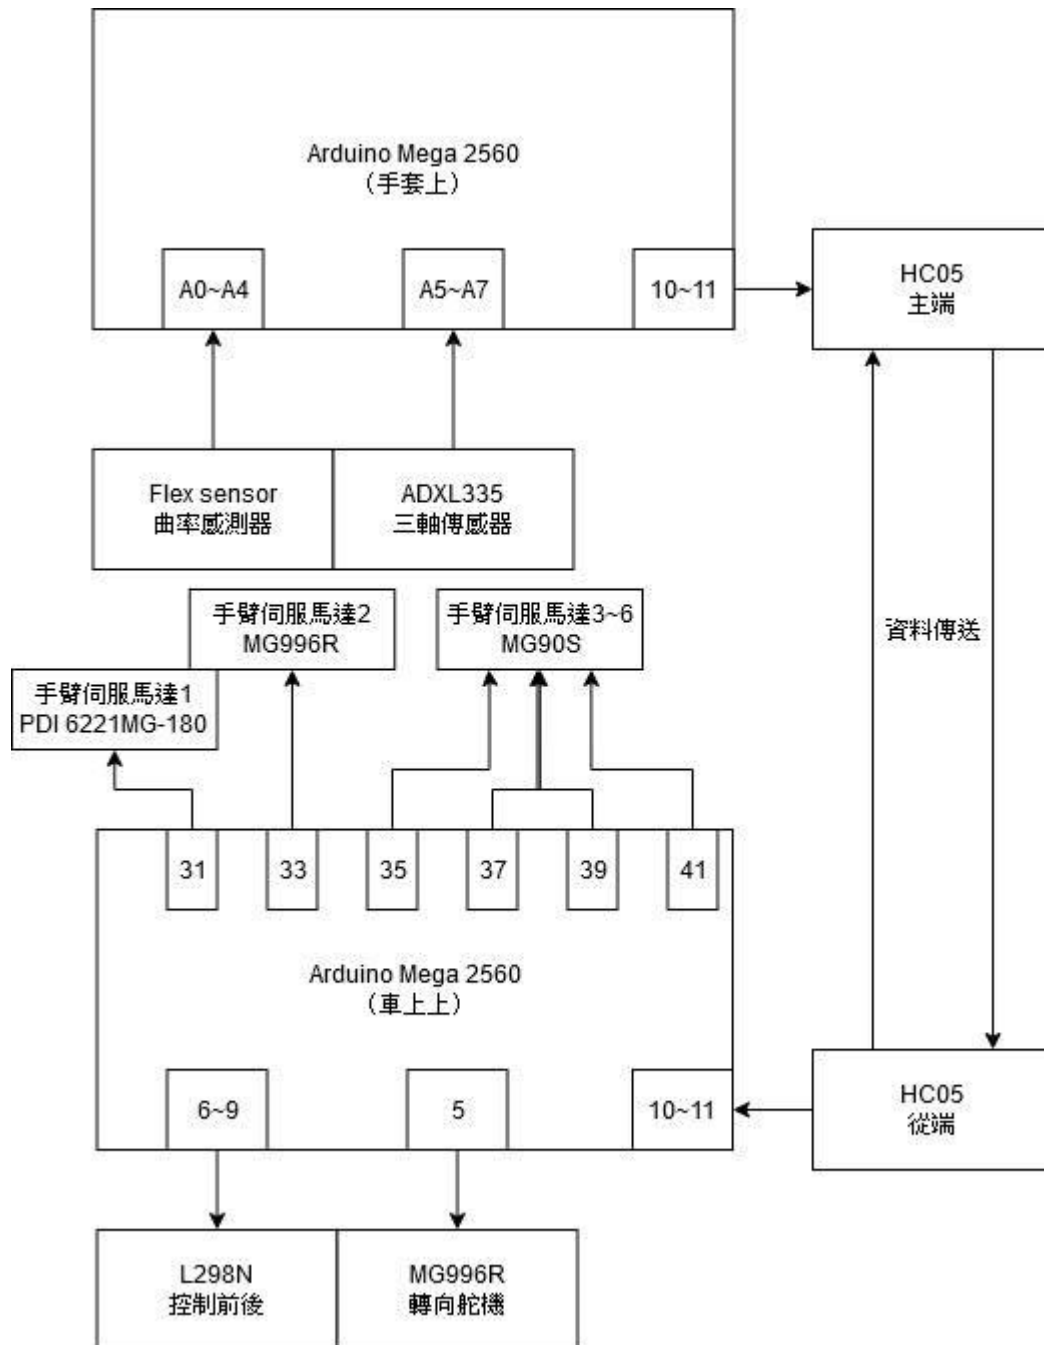 Arduino Mega 2560
（手套上）
A0~A4
A5~A7
10~11
HC05
主端
Flex sensor
曲率感測器
ADXL335
三軸傳感器
手臂伺服馬達2
MG996R
手臂伺服馬達3~6
MG90S
資料傳送
手臂伺服馬達1
PDI 6221MG-180
31
33
35
37
39
41
Arduino Mega 2560
（車上上）
6~9
5
10~11
HC05
從端
L298N
控制前後
MG996R
轉向舵機